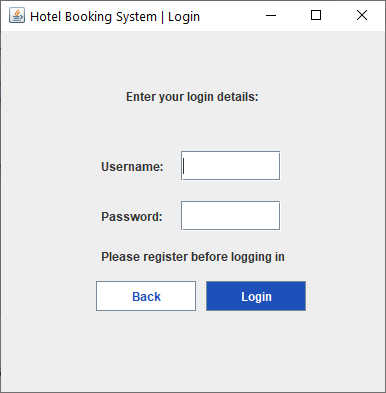 Hotel Booking System | Login
Enter your login details:
Username:
Password:
Please register before logging in
Back Login